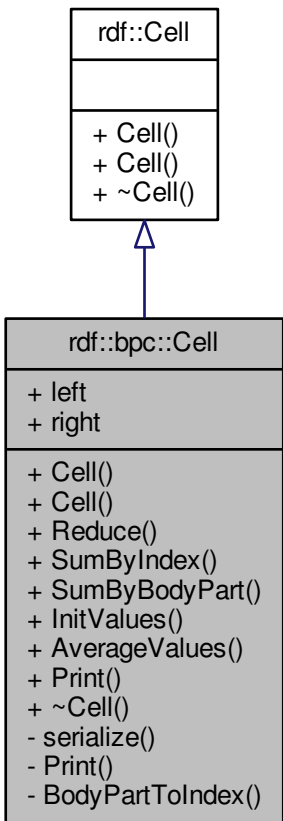 rdf::Cell
+ Cell()
+ Cell()
+ ~Cell()
rdf::bpc::Cell
+ left
+ right
+ Cell()
+ Cell()
+ Reduce()
+ SumByIndex()
+ SumByBodyPart()
+ InitValues()
+ AverageValues()
+ Print()
+ ~Cell()
- serialize()
- Print()
- BodyPartToIndex()